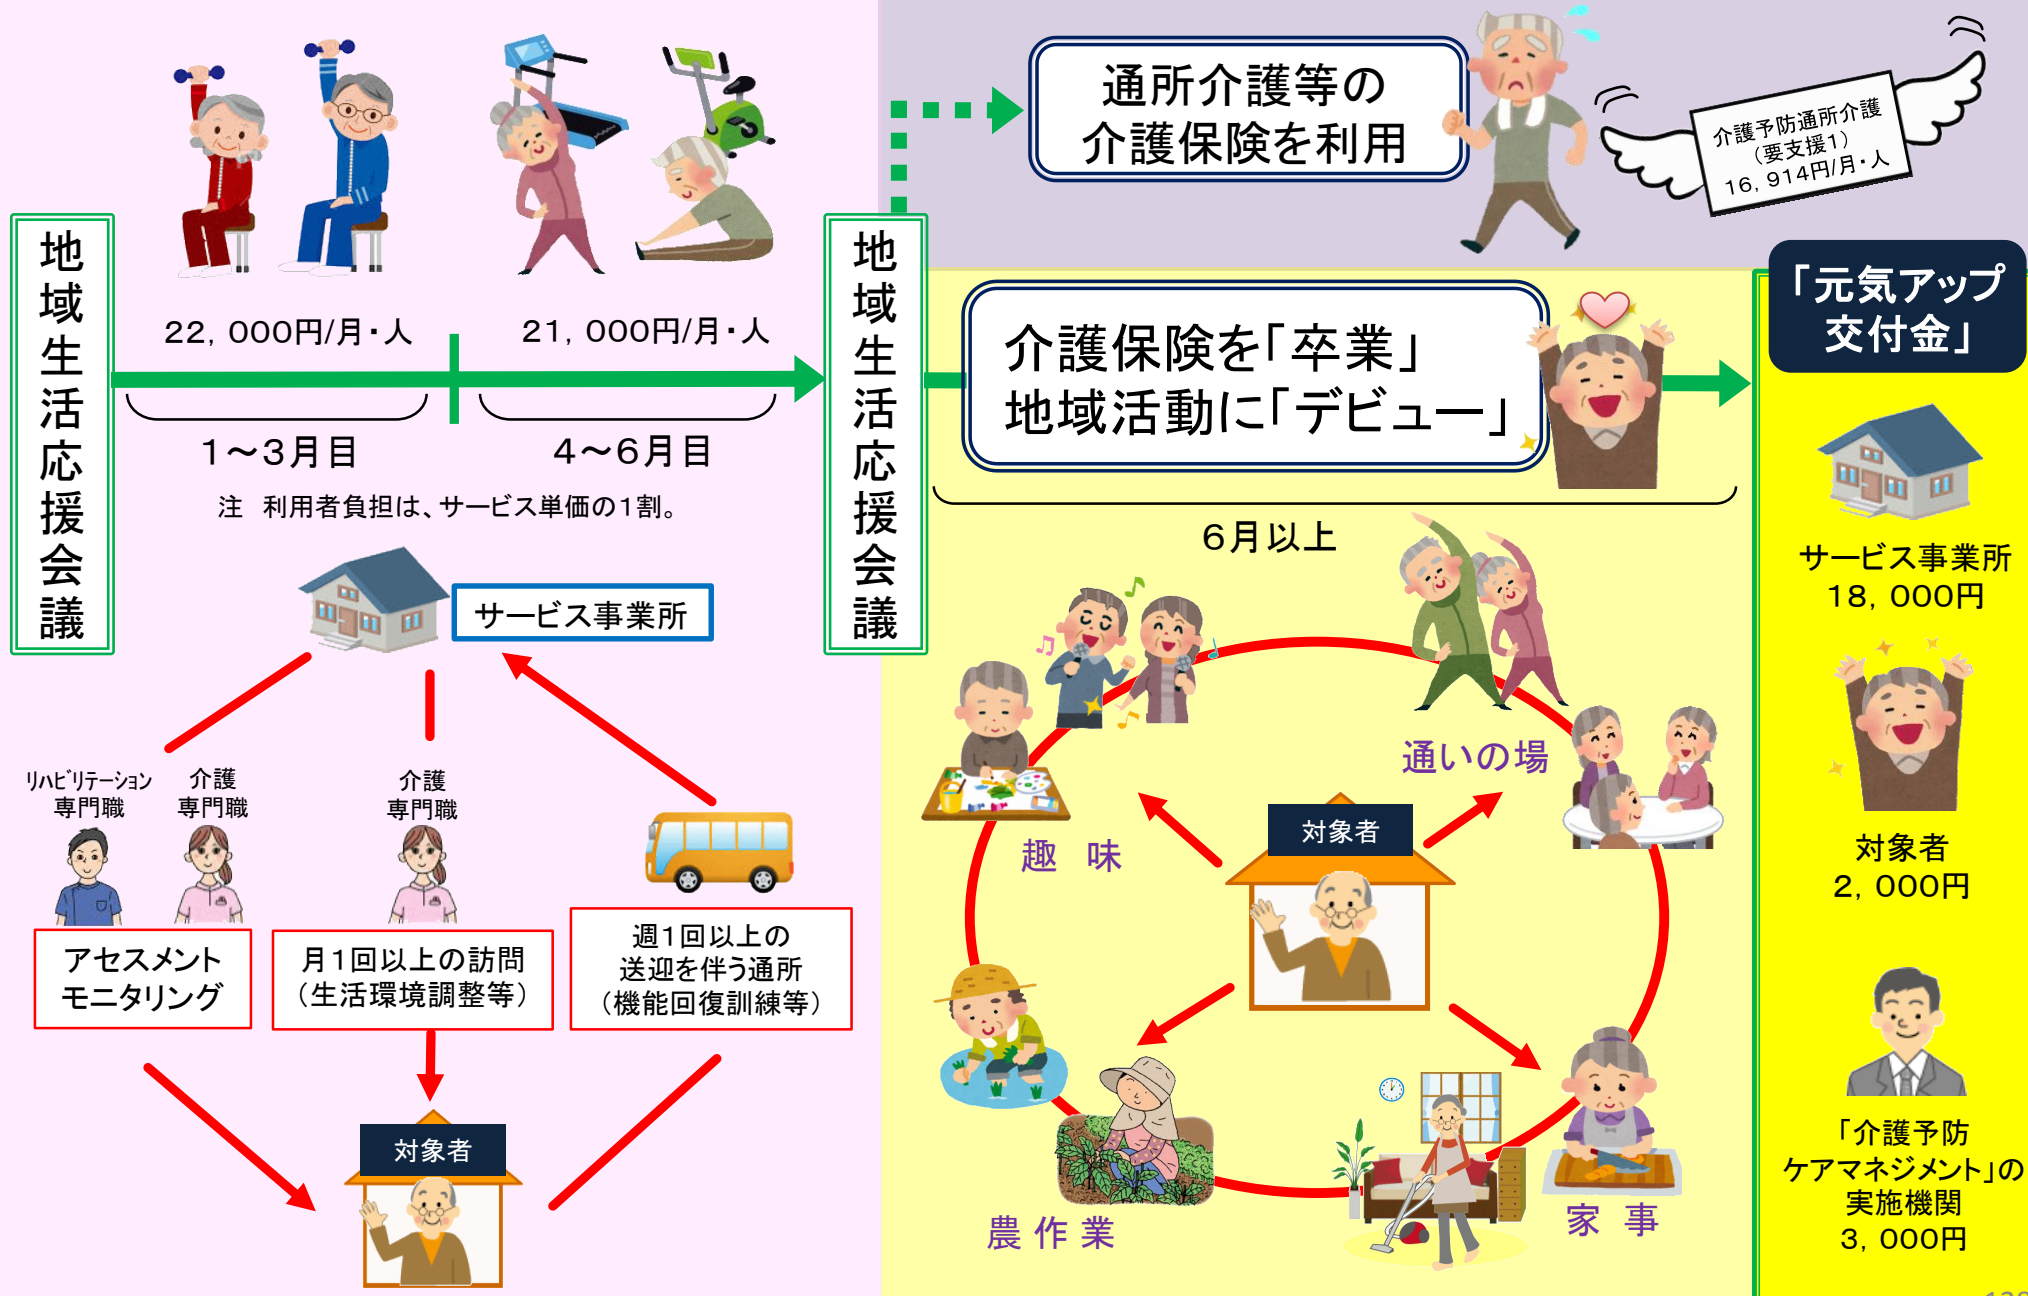 地域生活応援会議
22，000円/月・人
21，000円/月・人
1～3月目
4～6月目
注　利用者負担は、サービス単価の1割。
サービス事業所
リハビリテーション
専門職
介護
専門職
介護
専門職
アセスメント
モニタリング
月1回以上の訪問
（生活環境調整等）
週1回以上の
送迎を伴う通所
（機能回復訓練等）
対象者
地域生活応援会議
通所介護等の
介護保険を利用
介護予防通所介護
（要支援1）
16，914円/月・人
介護保険を「卒業」
地域活動に「デビュー」
6月以上
趣　味
通いの場
対象者
農作業
家　事
「元気アップ
交付金」
サービス事業所
18，000円
対象者
2，000円
「介護予防
ケアマネジメント」の
実施機関
3，000円